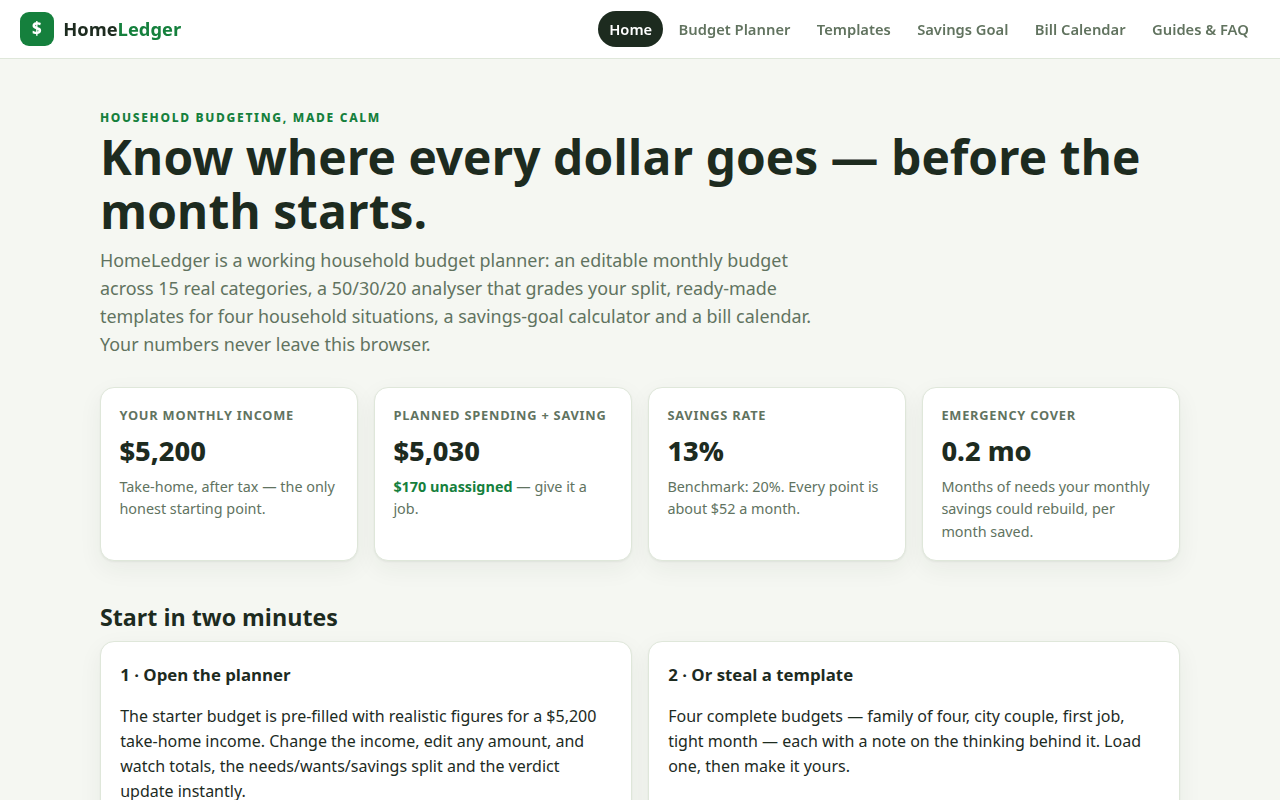 $ HomeLedger
Home Budget Planner Templates Savings Goal Bill Calendar Guides & FAQ
HOUSEHOLD BUDGETING, MADE CALM
Know where every dollar goes — before the
month starts.
HomeLedger is a working household budget planner: an editable monthly budget
across 15 real categories, a 50/30/20 analyser that grades your split, ready-made
templates for four household situations, a savings-goal calculator and a bill calendar.
Your numbers never leave this browser.
YOUR MONTHLY INCOME
$5,200
Take-home, after tax — the only
honest starting point.
PLANNED SPENDING + SAVING
$5,030
$170 unassigned — give it a
job.
SAVINGS RATE
13%
Benchmark: 20%. Every point is
about $52 a month.
EMERGENCY COVER
0.2 mo
Months of needs your monthly
savings could rebuild, per
month saved.
Start in two minutes
1 · Open the planner
The starter budget is pre-filled with realistic figures for a $5,200
take-home income. Change the income, edit any amount, and
watch totals, the needs/wants/savings split and the verdict
update instantly.
2 · Or steal a template
Four complete budgets — family of four, city couple, first job,
tight month — each with a note on the thinking behind it. Load
one, then make it yours.